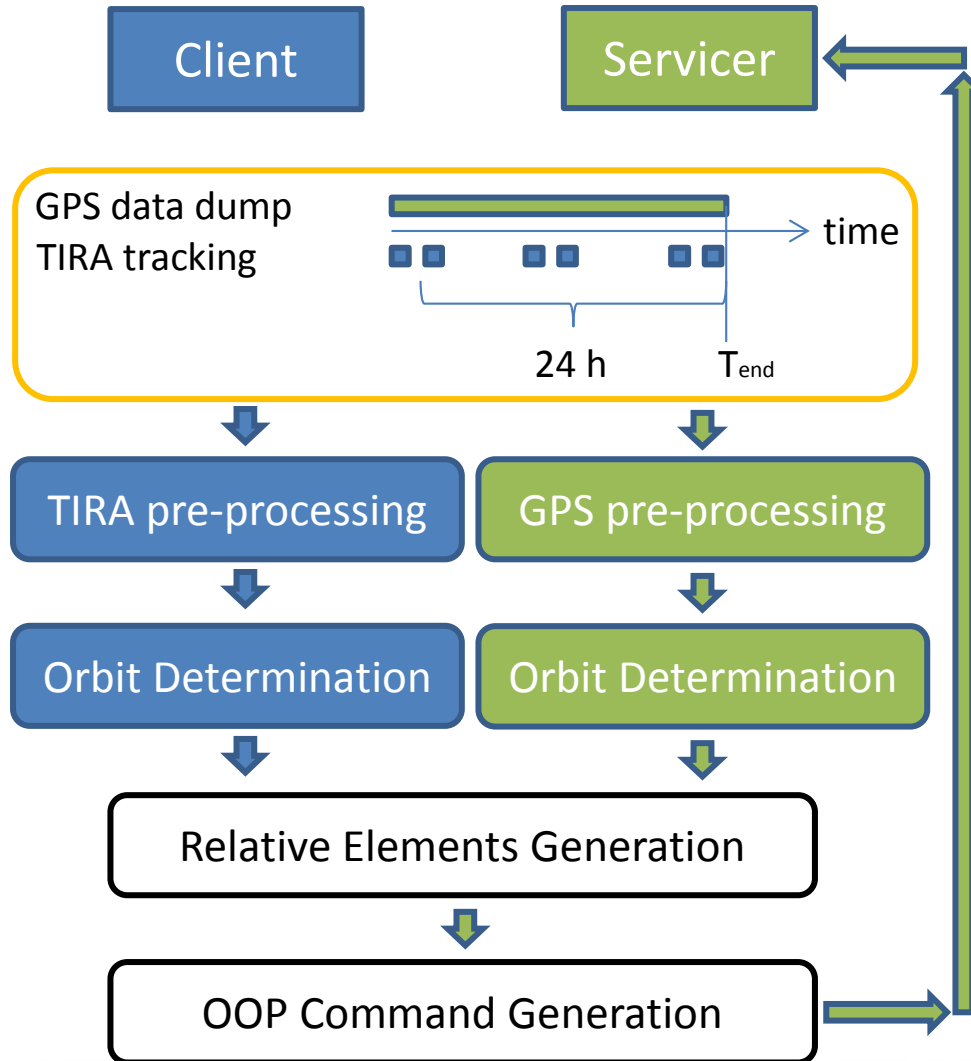 Client
Servicer
GPS data dump
TIRA tracking
time
24 h
Tend
TIRA pre-processing
GPS pre-processing
Orbit Determination
Orbit Determination
Relative Elements Generation
OOP Command Generation